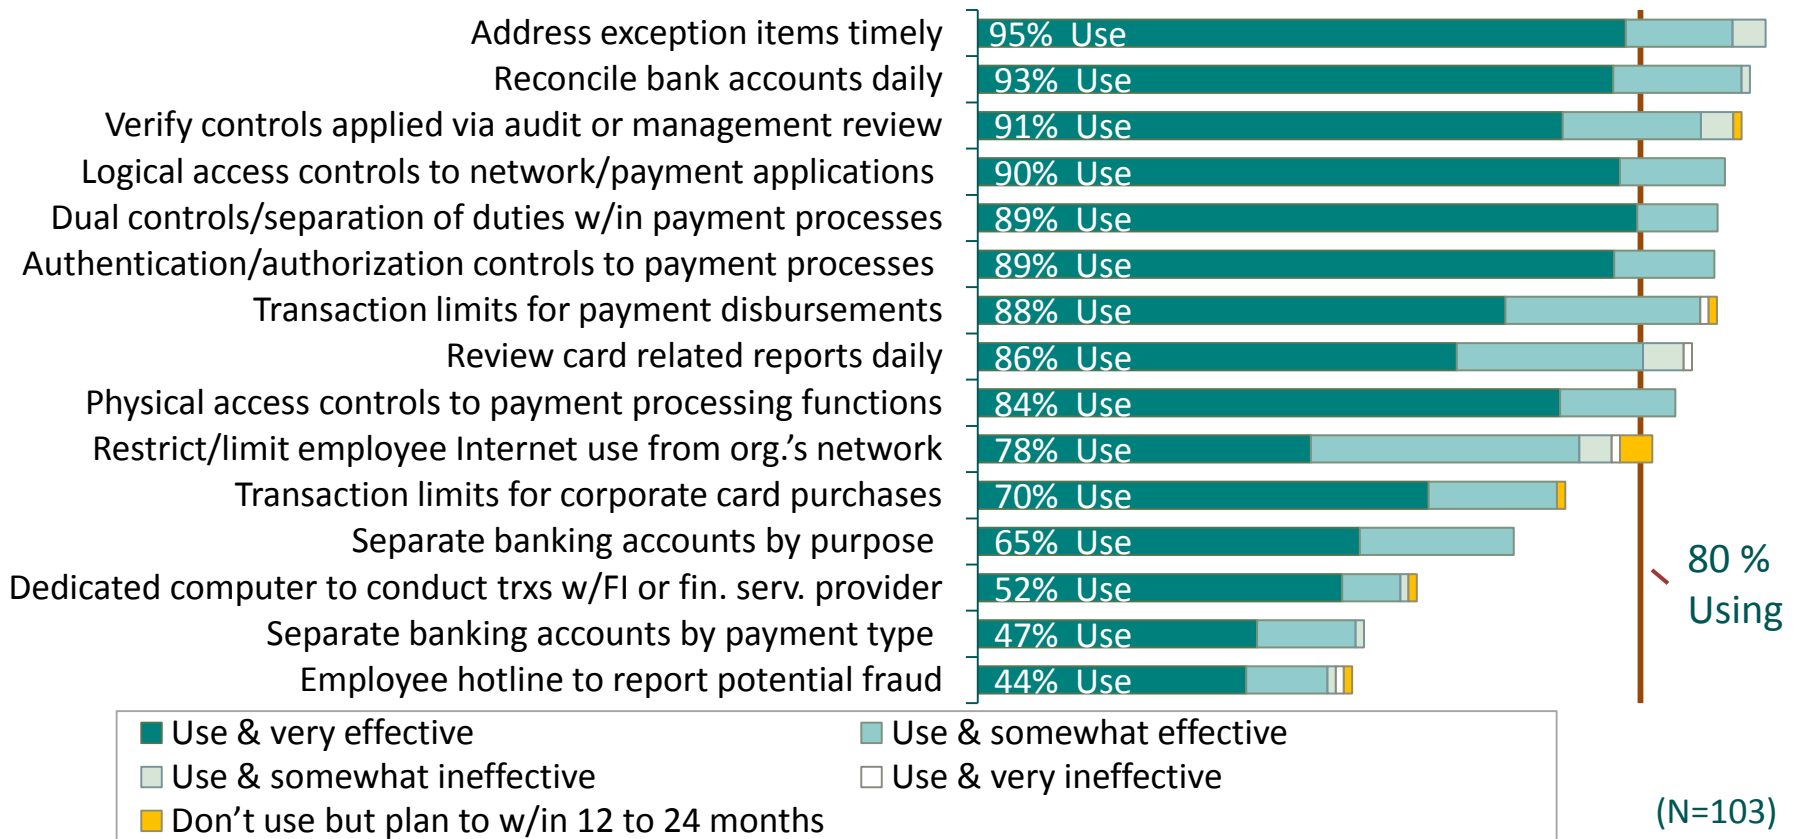 Address exception items timely
95% Use
Reconcile bank accounts daily
93% Use
Verify controls applied via audit or management review
91% Use
Logical access controls to network/payment applications
90% Use
Dual controls/separation of duties w/in payment processes
89% Use
Authentication/authorization controls to payment processes
89% Use
Transaction limits for payment disbursements
88% Use
Review card related reports daily
86% Use
Physical access controls to payment processing functions
84% Use
Restrict/limit employee Internet use from org.'s network
78% Use
Transaction limits for corporate card purchases
70% Use
Separate banking accounts by purpose
65% Use
Dedicated computer to conduct trxs w/FI or fin. serv. provider
52% Use
Separate banking accounts by payment type
47% Use
Employee hotline to report potential fraud
44% Use
80 %
Using
Use & very effective
Use & somewhat effective
Use & somewhat ineffective
Use & very ineffective
Don't use but plan to w/in 12 to 24 months
(N=103)